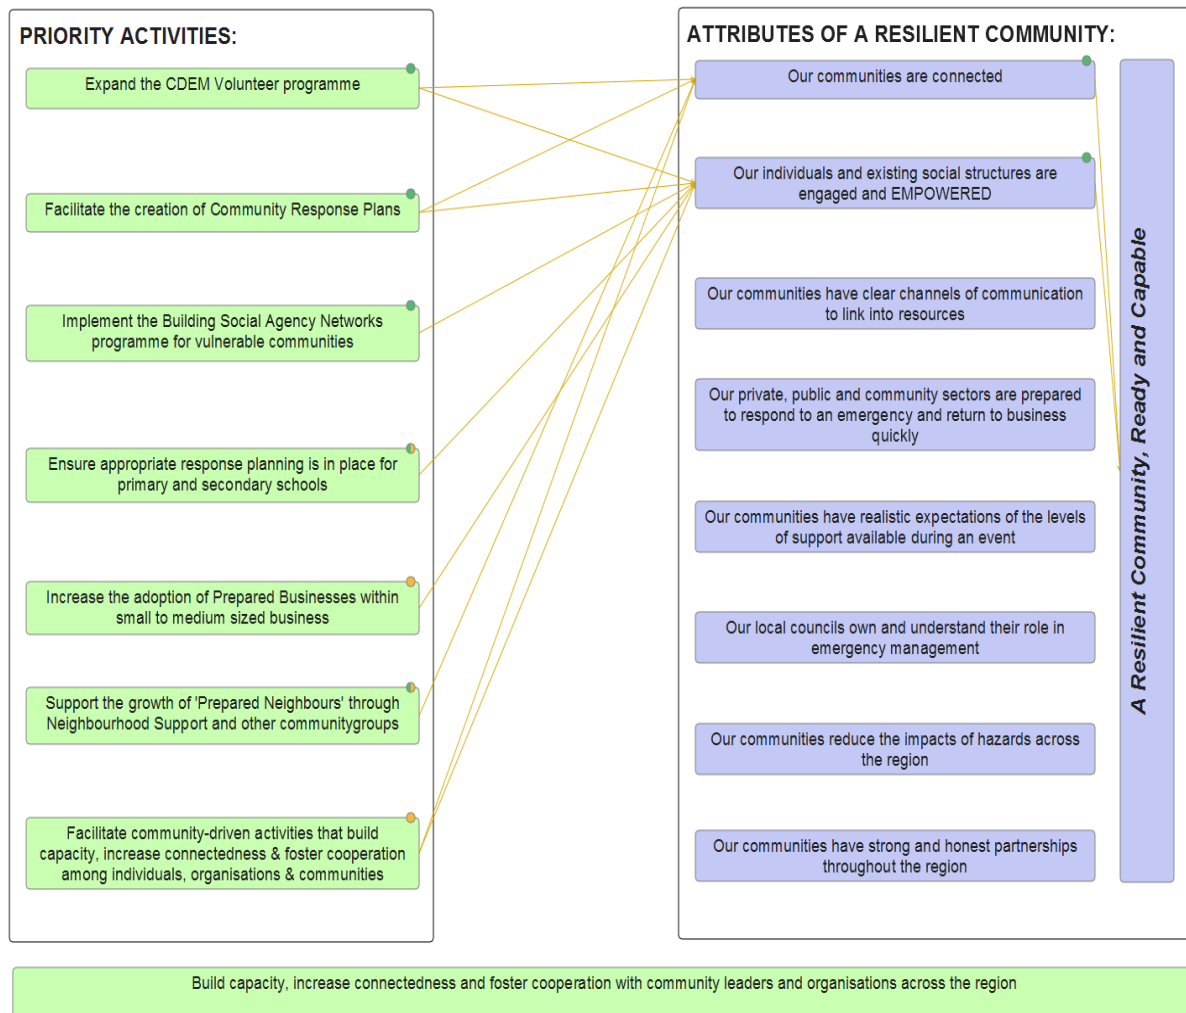 PRIORITY ACTIVITIES:
Expand the CDEM Volunteer programme
Facilitate the creation of Community Response Plans
Implement the Building Social Agency Networks
programme for vulnerable communities
Ensure appropriate response planning is in place for
primary and secondary schools
Increase the adoption of Prepared Businesses within
small to medium sized business
Support the growth of 'Prepared Neighbours' through
Neighbourhood Support and other communitygroups
Facilitate community-driven activities that build
capacity, increase connectedness & foster cooperation
among individuals, organisations & communities
ATTRIBUTES OF A RESILIENT COMMUNITY:
Our communities are connected
Our individuals and existing social structures are
engaged and EMPOWERED
Our communities have clear channels of communication
to link into resources
Our private, public and community sectors are prepared
to respond to an emergency and return to business
quickly
Our communities have realistic expectations of the levels
of support available during an event
Our local councils own and understand their role in
emergency management
Our communities reduce the impacts of hazards across
the region
Our communities have strong and honest partnerships
throughout the region
A Resilient Community, Ready and Capable
Build capacity, increase connectedness and foster cooperation with community leaders and organisations across the region